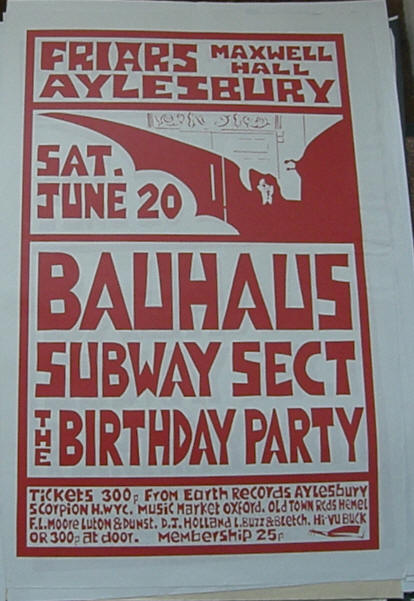 FRIARS MAXWELL HALL
AYLESBURY
SAT.
JUNE 20
BAUHAUS
SUBWAY SECT
THE BIRTHDAY PARTY
Tickets 300p From Earth Records Aylesbury
Scorpion H.Wyc. Music Market Oxford. Old Town Rcds Hemel
F.L. Moore Luton & Dunst. D.J. Holland L.Buzz & Bletch. Hi-Vu Buck
OR 300p at door. Membership 25p